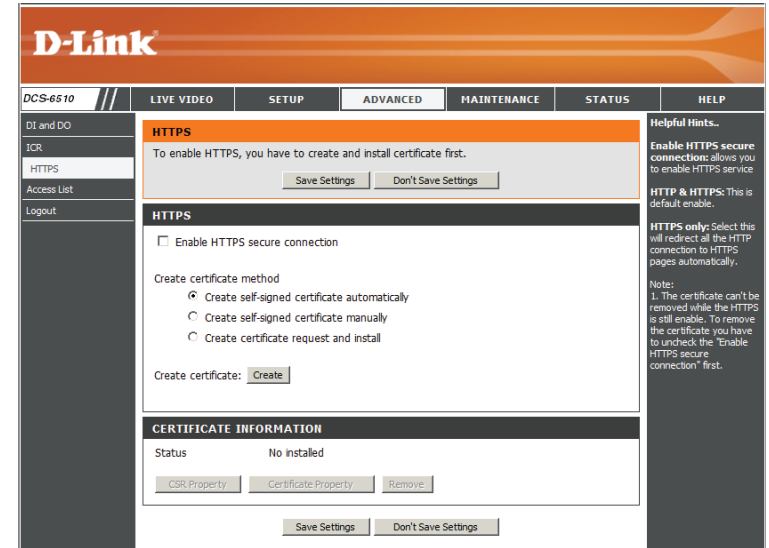 D-Link
DCS-6510
LIVE VIDEO
SETUP
ADVANCED
MAINTENANCE
STATUS
HELP
DI and DO
ICR
HTTPS
Access List
Logout
HTTPS
To enable HTTPS, you have to create and install certificate first.
Save Settings
Don't Save Settings
HTTPS
Enable HTTPS secure connection
Create certificate method
Create self-signed certificate automatically
Create self-signed certificate manually
Create certificate request and install
Create certificate:
Create
CERTIFICATE INFORMATION
Status
No installed
CSR Property
Certificate Property
Remove
Save Settings
Don't Save Settings
Helpful Hints..
Enable HTTPS secure
connection: allows you
to enable HTTPS service
HTTP & HTTPS: This is
default enable.
HTTPS only: Select this
will redirect all the HTTP
connection to HTTPS
pages automatically.
Note:
1. The certificate can't be
removed while the HTTPS
is still enable. To remove
the certificate you have
to uncheck the "Enable
HTTPS secure
connection" first.